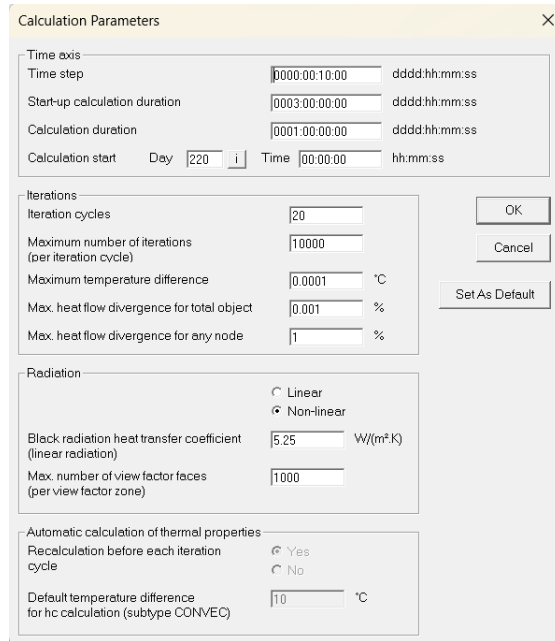 Calculation Parameters
Time axis
Time step 0000:00:10:00 dddd:hh:mm:ss
Start-up calculation duration 0003:00:00:00 dddd:hh:mm:ss
Calculation duration 0001:00:00:00 dddd:hh:mm:ss
Calculation start Day 220 i Time 00:00:00 hh:mm:ss
Iterations
Iteration cycles 20
OK
Maximum number of iterations 10000
(per iteration cycle)
Cancel
Maximum temperature difference 0.0001 °C
Set As Default
Max. heat flow divergence for total object 0.001 %
Max. heat flow divergence for any node 1 %
Radiation
Linear
Non-linear
Black radiation heat transfer coefficient 5.25 W/(m².K)
(linear radiation)
Max. number of view factor faces 1000
(per view factor zone)
Automatic calculation of thermal properties
Recalculation before each iteration Yes
cycle No
Default temperature difference 10 °C
for hc calculation (subtype CONVEC)